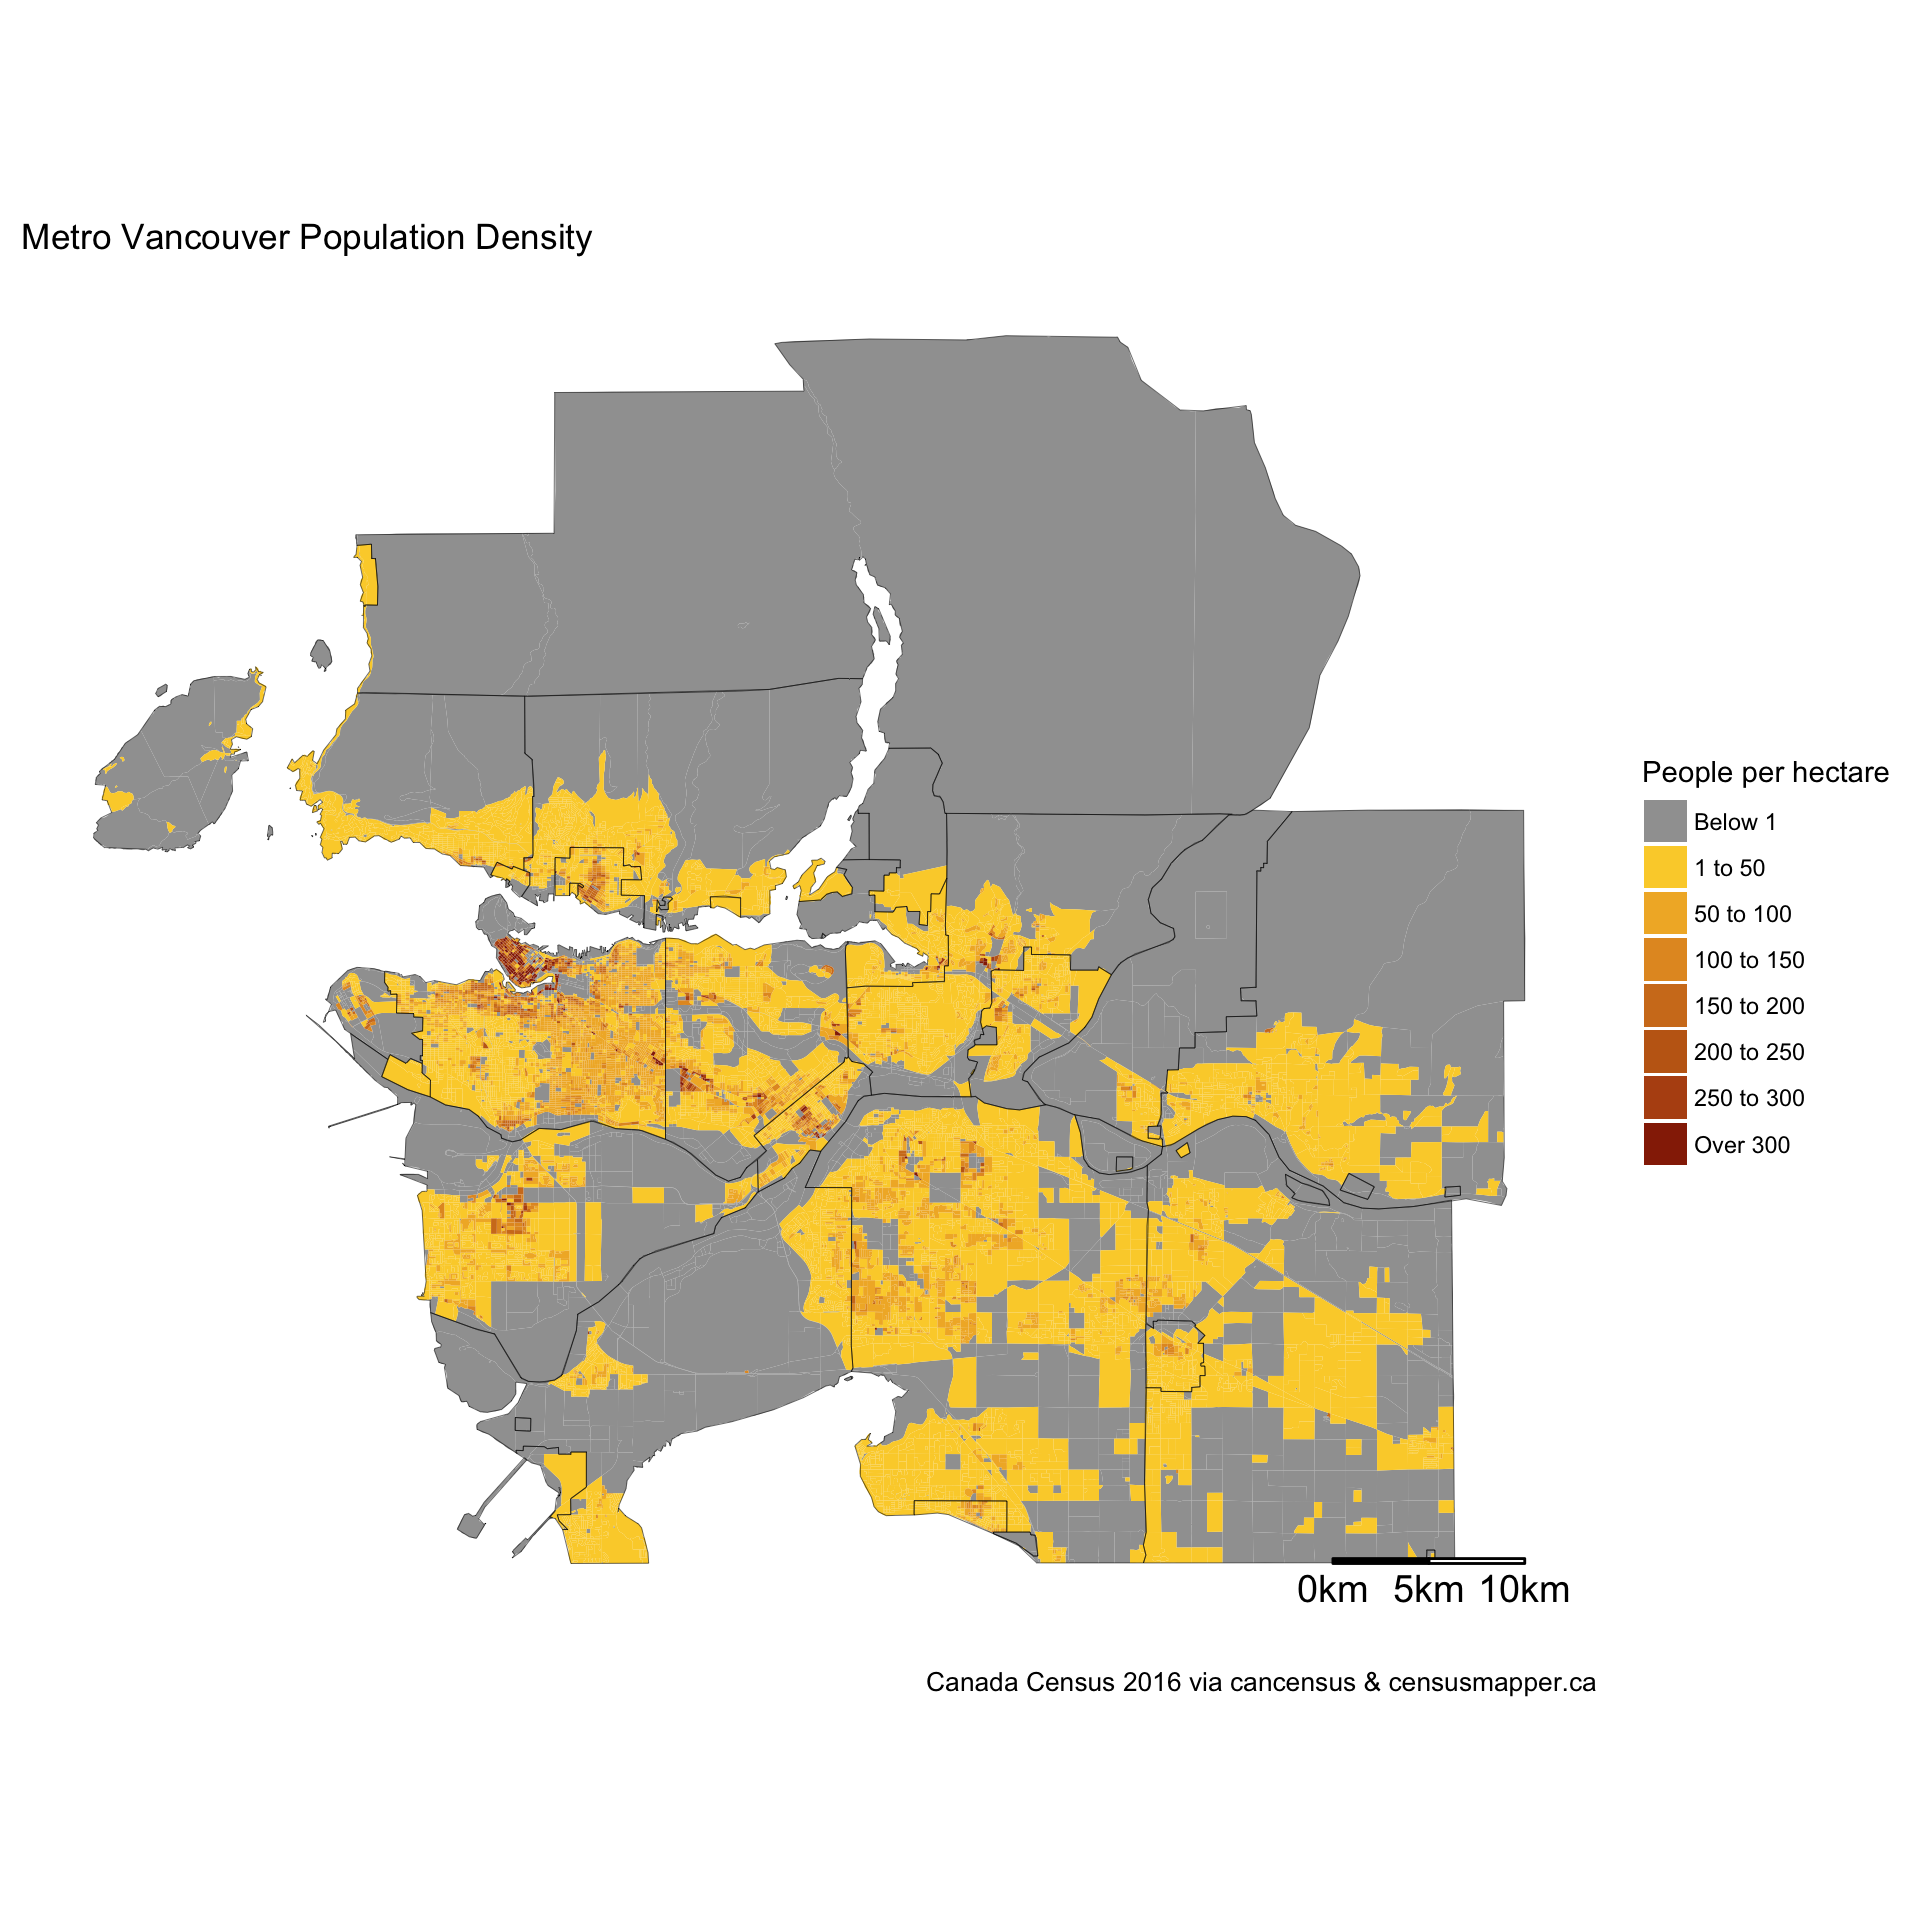 Metro Vancouver Population Density
People per hectare
Below 1
1 to 50
50 to 100
100 to 150
150 to 200
200 to 250
250 to 300
Over 300
0km 5km 10km
Canada Census 2016 via cancensus & censusmapper.ca